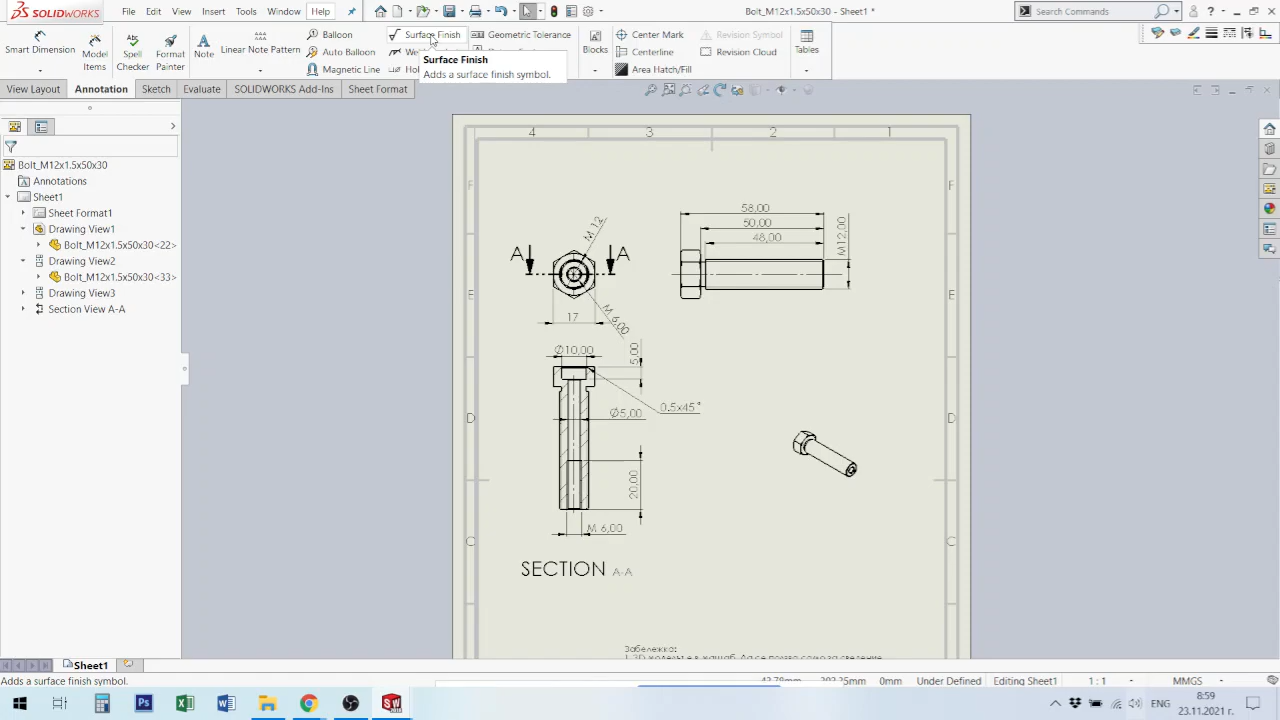 SOLIDWORKS
File
Edit
View
Insert
Tools
Window
Help
Bolt_M12x1.5x50x30 - Sheet1 *
Search Commands
Smart Dimension
Model Items
Spell Checker
Format Painter
Note
Linear Note Pattern
Balloon
Auto Balloon
Magnetic Line
Surface Finish
Geometric Tolerance
Blocks
Center Mark
Centerline
Area Hatch/Fill
Revision Symbol
Revision Cloud
Tables
Surface Finish
Adds a surface finish symbol.
View Layout
Annotation
Sketch
Evaluate
SOLIDWORKS Add-Ins
Sheet Format
Bolt_M12x1.5x50x30
Annotations
Sheet1
Sheet Format1
Drawing View1
Bolt_M12x1.5x50x30<22>
Drawing View2
Bolt_M12x1.5x50x30<33>
Drawing View3
Section View A-A
4 3 2 1
F F
E E
D D
C C
A A
M 12
M 6,00
17
58,00
50,00
48,00
M12,00
Ø10,00
5,00
0.5x45°
Ø5,00
20,00
M 6,00
SECTION A-A
Забележка:
Sheet1
Adds a surface finish symbol.
0mm
Under Defined
Editing Sheet1
1 : 1
MMGS
ENG
8:59
23.11.2021 г.